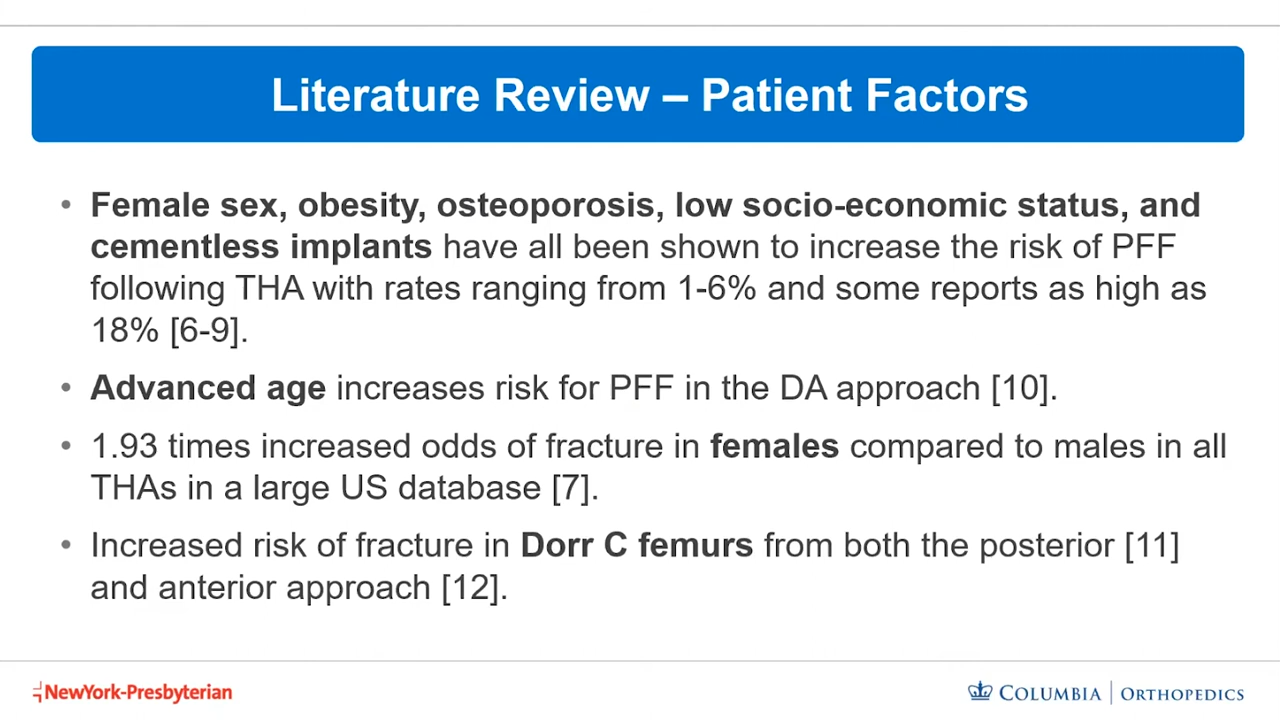 Literature Review – Patient Factors
• Female sex, obesity, osteoporosis, low socio-economic status, and
cementless implants have all been shown to increase the risk of PFF
following THA with rates ranging from 1-6% and some reports as high as
18% [6-9].
• Advanced age increases risk for PFF in the DA approach [10].
• 1.93 times increased odds of fracture in females compared to males in all
THAs in a large US database [7].
• Increased risk of fracture in Dorr C femurs from both the posterior [11]
and anterior approach [12].
NewYork-Presbyterian
COLUMBIA | ORTHOPEDICS